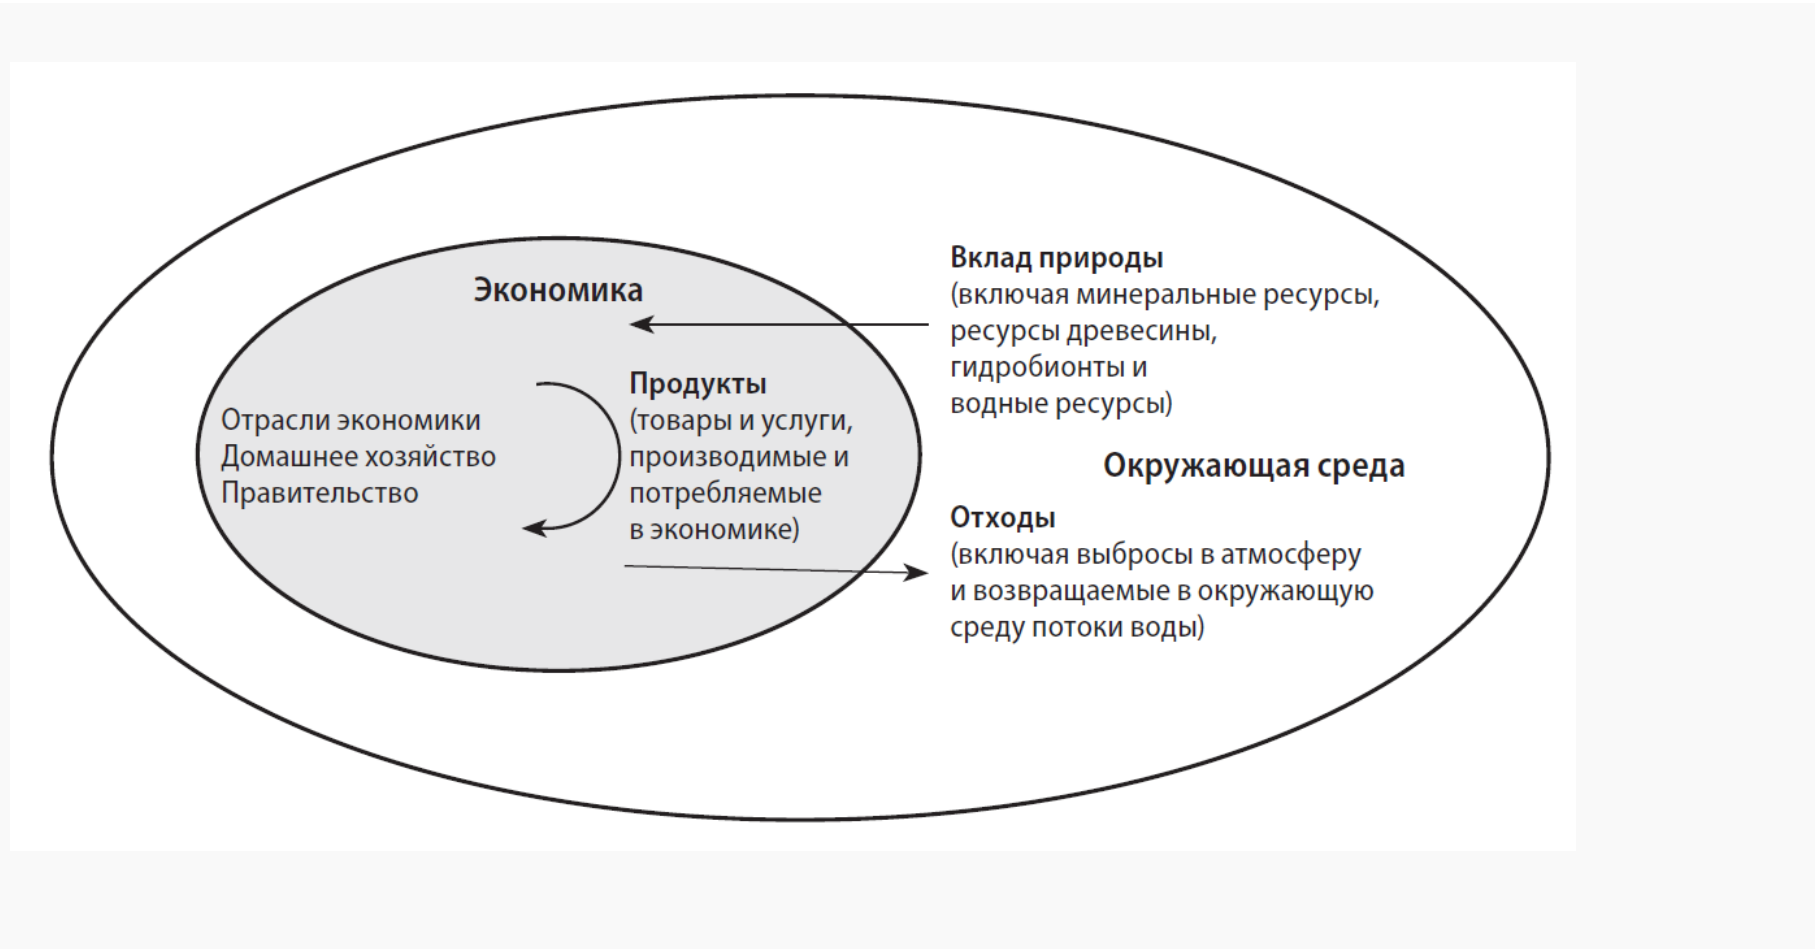 Экономика
Отрасли экономики
Домашнее хозяйство
Правительство
Продукты
(товары и услуги,
производимые и
потребляемые
в экономике)
Вклад природы
(включая минеральные ресурсы,
ресурсы древесины,
гидробионты и
водные ресурсы)
Окружающая среда
Отходы
(включая выбросы в атмосферу
и возвращаемые в окружающую
среду потоки воды)